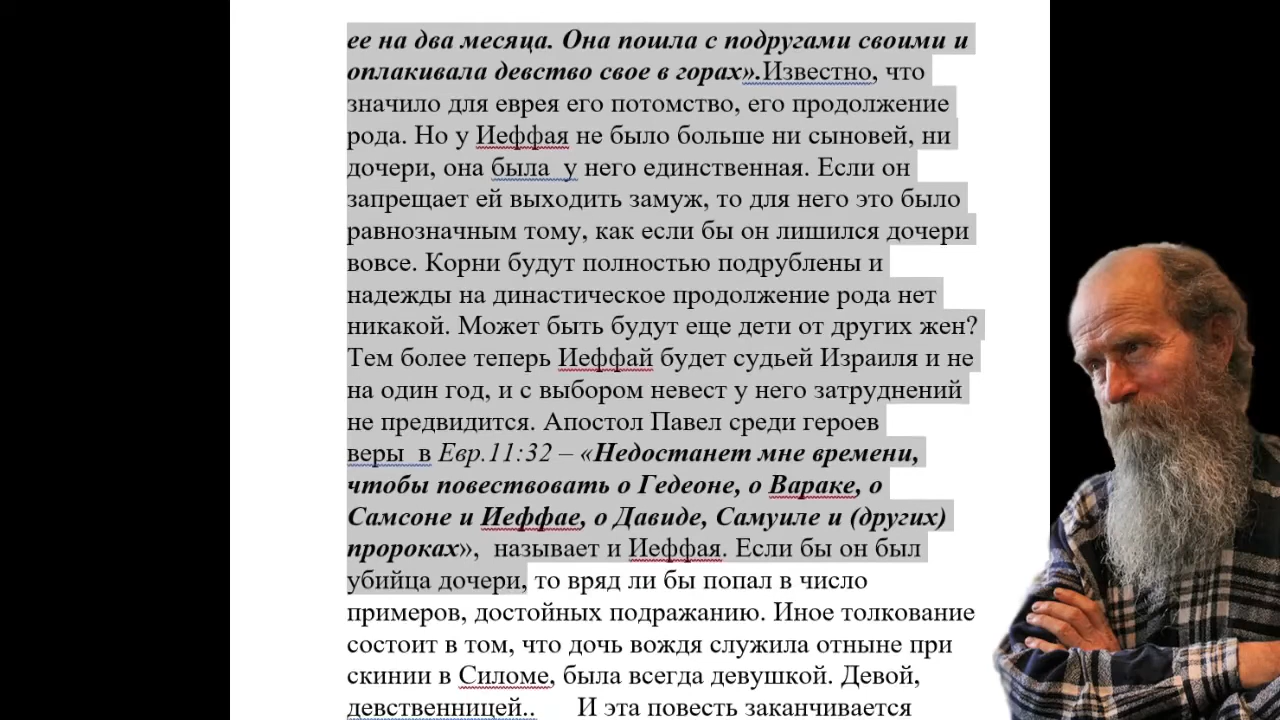 ее на два месяца. Она пошла с подругами своими и
оплакивала девство свое в горах».Известно, что
значило для еврея его потомство, его продолжение
рода. Но у Иеффая не было больше ни сыновей, ни
дочери, она была  у него единственная. Если он
запрещает ей выходить замуж, то для него это было
равнозначным тому, как если бы он лишился дочери
вовсе. Корни будут полностью подрублены и
надежды на династическое продолжение рода нет
никакой. Может быть будут еще дети от других жен?
Тем более теперь Иеффай будет судьей Израиля и не
на один год, и с выбором невест у него затруднений
не предвидится. Апостол Павел среди героев
веры  в Евр.11:32 – «Недостанет мне времени,
чтобы повествовать о Гедеоне, о Вараке, о
Самсоне и Иеффае, о Давиде, Самуиле и (других)
пророках»,  называет и Иеффая. Если бы он был
убийца дочери, то вряд ли бы попал в число
примеров, достойных подражанию. Иное толкование
состоит в том, что дочь вождя служила отныне при
скинии в Силоме, была всегда девушкой. Девой,
девственницей..      И эта повесть заканчивается